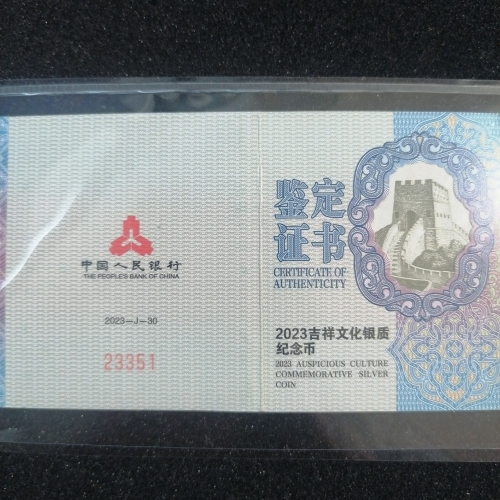 中国人民银行
THE PEOPLE'S BANK OF CHINA
2023—J—30
23351
鉴定
证书
CERTIFICATE OF
AUTHENTICITY
2023吉祥文化银质
纪念币
2023 AUSPICIOUS CULTURE
COMMEMORATIVE SILVER
COIN